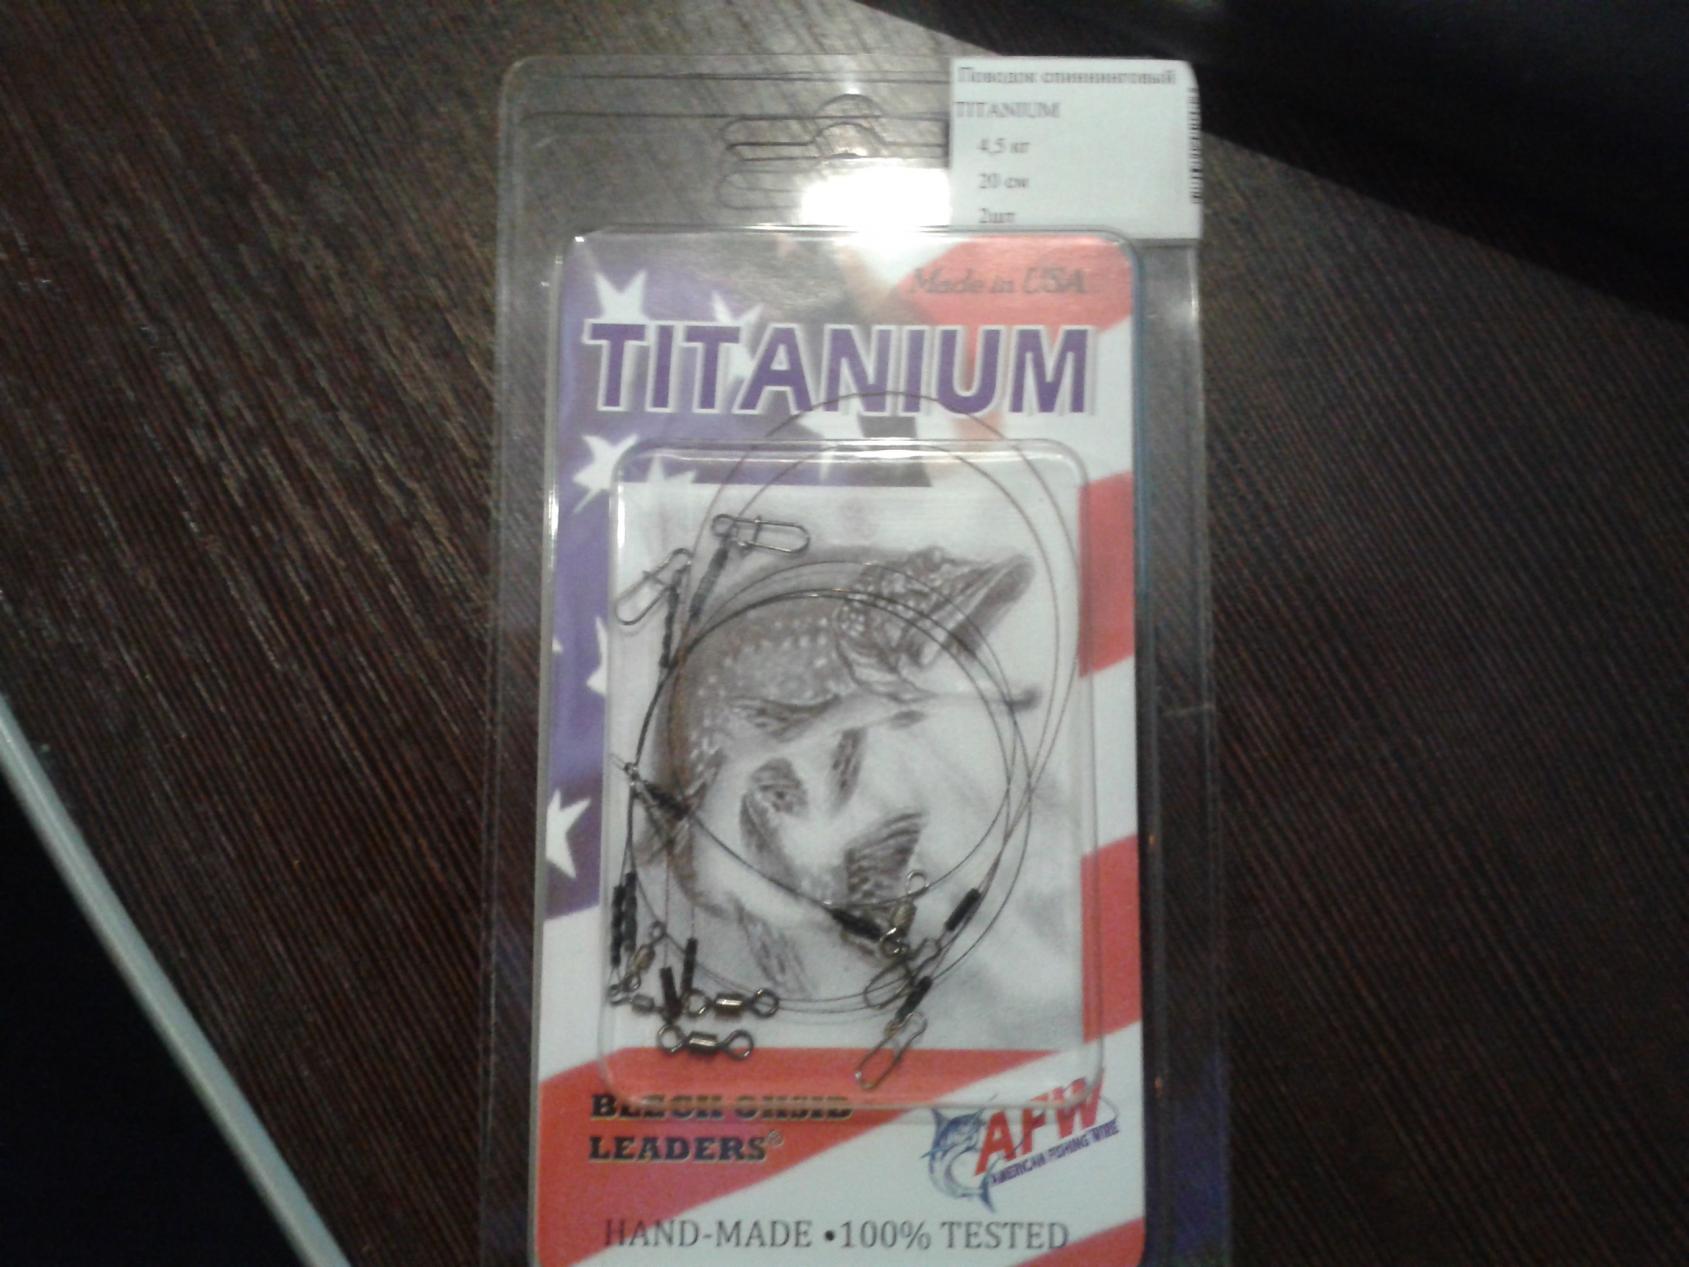 Поводок спиннинговый
TITANIUM
4,5 кг
20 см
2шт
Made in USA
TITANIUM
LEADERS®
AFW
AMERICAN FISHING WIRE
HAND-MADE •100% TESTED